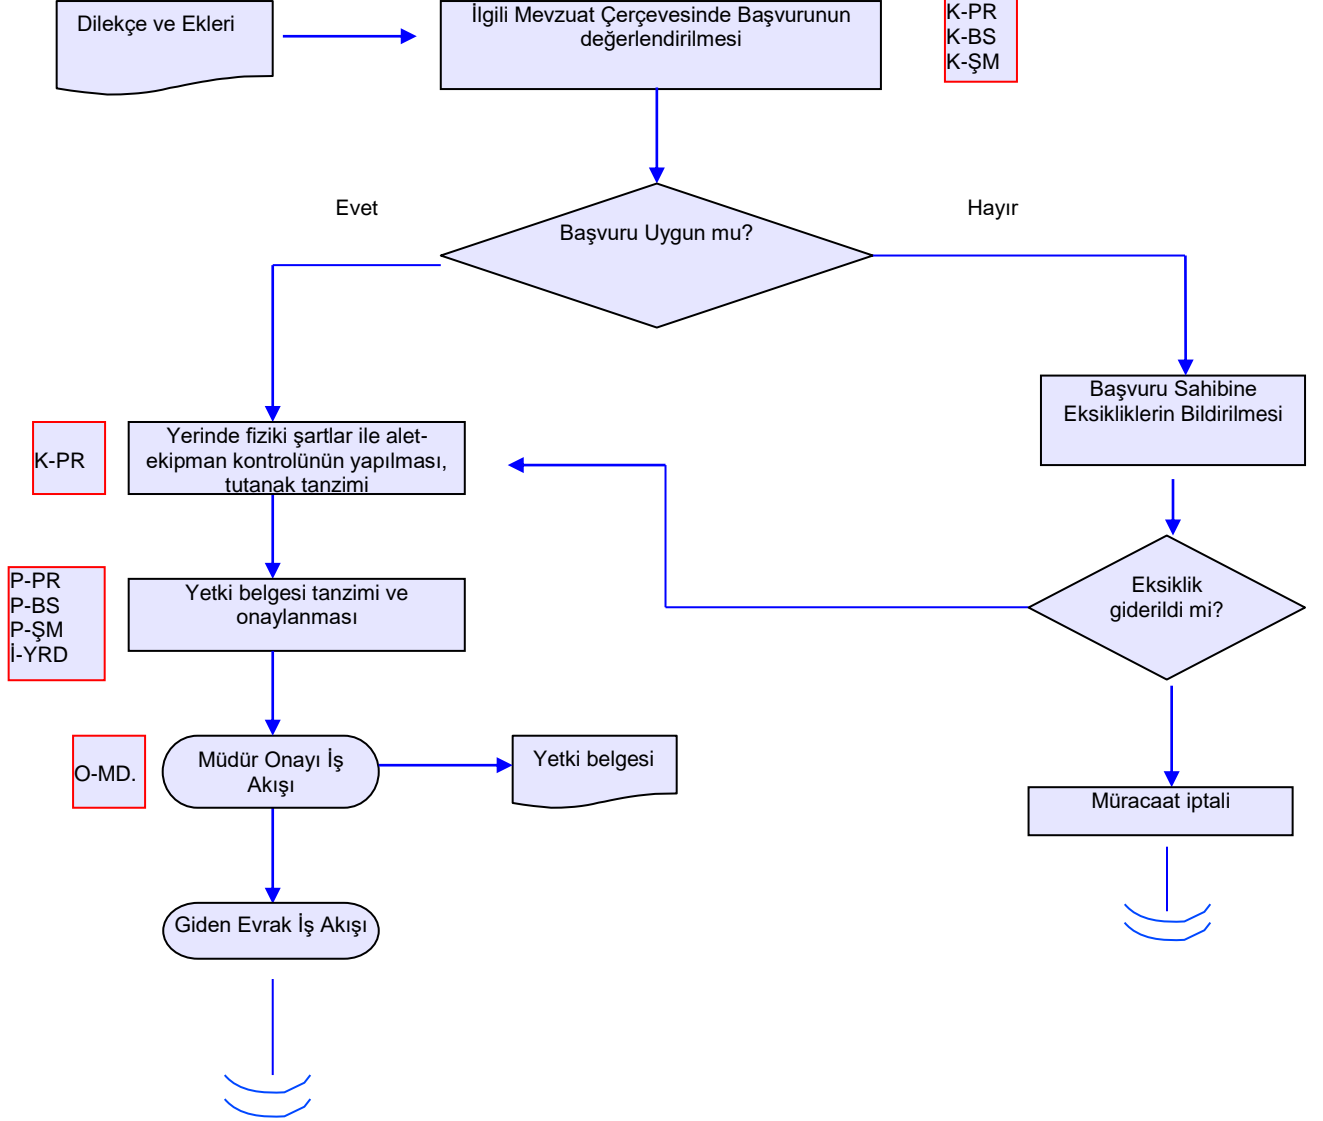 Dilekçe ve Ekleri
İlgili Mevzuat Çerçevesinde Başvurunun
değerlendirilmesi
K-PR
K-BS
K-ŞM
Evet
Başvuru Uygun mu?
Hayır
Başvuru Sahibine
Eksikliklerin Bildirilmesi
K-PR
Yerinde fiziki şartlar ile alet-
ekipman kontrolünün yapılması,
tutanak tanzimi
Eksiklik
giderildi mi?
P-PR
P-BS
P-ŞM
İ-YRD
Yetki belgesi tanzimi ve
onaylanması
O-MD.
Müdür Onayı İş
Akışı
Yetki belgesi
Müracaat iptali
Giden Evrak İş Akışı